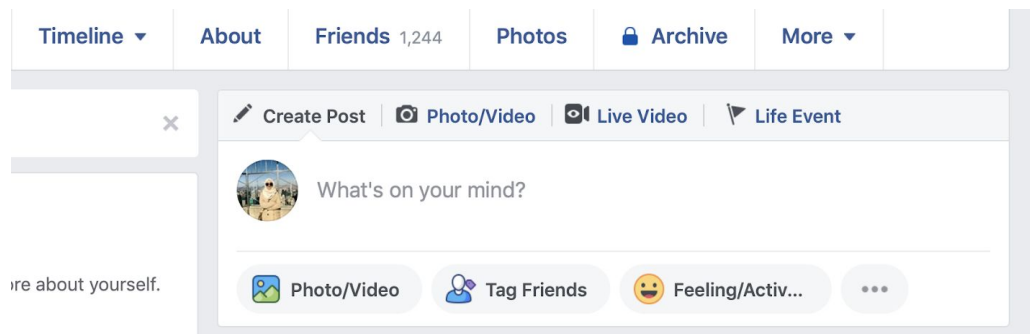 Timeline About Friends 1,244 Photos Archive More
Create Post Photo/Video Live Video Life Event
What's on your mind?
about yourself.
Photo/Video Tag Friends Feeling/Activ...